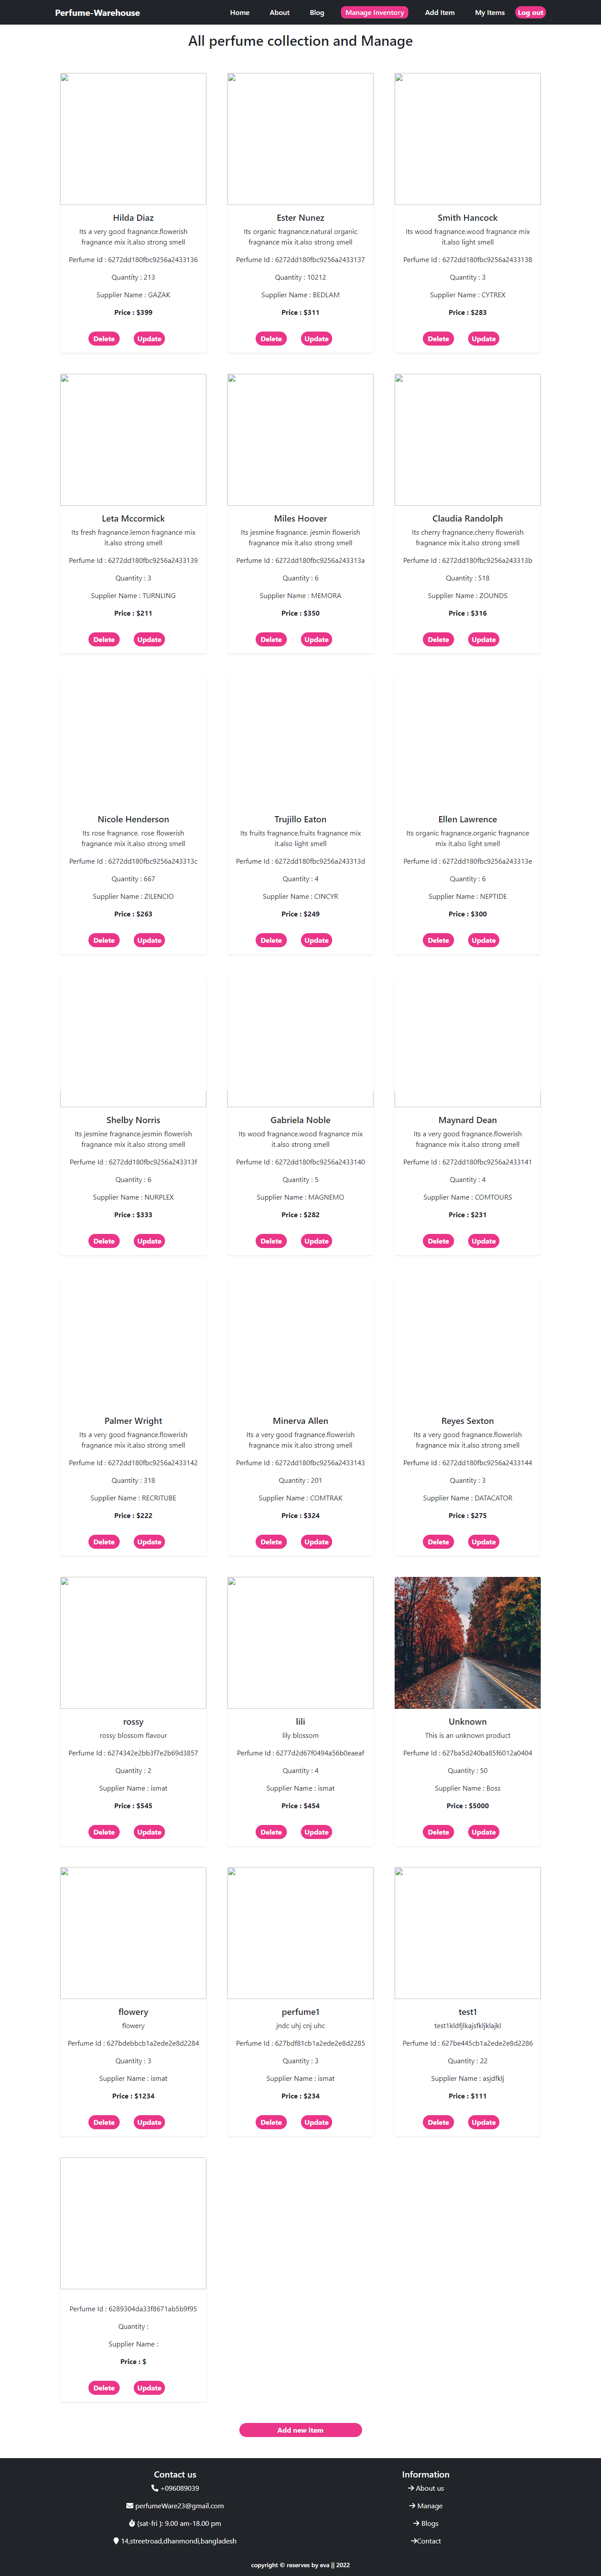 Perfume-Warehouse
Home
About
Blog
Manage Inventory
Add Item
My Items
Log out
All perfume collection and Manage
Hilda Diaz
Its a very good fragnance.flowerish
fragnance mix it.also strong smell
Perfume Id : 6272dd180fbc9256a2433136
Quantity : 213
Supplier Name : GAZAK
Price : $399
Delete
Update
Ester Nunez
Its organic fragnance.natural organic
fragnance mix it.also strong smell
Perfume Id : 6272dd180fbc9256a2433137
Quantity : 10212
Supplier Name : BEDLAM
Price : $311
Delete
Update
Smith Hancock
Its wood fragnance.wood fragnance mix
it.also light smell
Perfume Id : 6272dd180fbc9256a2433138
Quantity : 3
Supplier Name : CYTREX
Price : $283
Delete
Update
Leta Mccormick
Its fresh fragnance.lemon fragnance mix
it.also strong smell
Perfume Id : 6272dd180fbc9256a2433139
Quantity : 3
Supplier Name : TURNLING
Price : $211
Delete
Update
Miles Hoover
Its jesmine fragnance. jesmin flowerish
fragnance mix it.also strong smell
Perfume Id : 6272dd180fbc9256a243313a
Quantity : 6
Supplier Name : MEMORA
Price : $350
Delete
Update
Claudia Randolph
Its cherry fragnance.cherry flowerish
fragnance mix it.also strong smell
Perfume Id : 6272dd180fbc9256a243313b
Quantity : 518
Supplier Name : ZOUNDS
Price : $316
Delete
Update
Nicole Henderson
Its rose fragnance. rose flowerish
fragnance mix it.also strong smell
Perfume Id : 6272dd180fbc9256a243313c
Quantity : 667
Supplier Name : ZILENCIO
Price : $263
Delete
Update
Trujillo Eaton
Its fruits fragnance.fruits fragnance mix
it.also light smell
Perfume Id : 6272dd180fbc9256a243313d
Quantity : 4
Supplier Name : CINCYR
Price : $249
Delete
Update
Ellen Lawrence
Its organic fragnance.organic fragnance
mix it.also light smell
Perfume Id : 6272dd180fbc9256a243313e
Quantity : 6
Supplier Name : NEPTIDE
Price : $300
Delete
Update
Shelby Norris
Its jesmine fragnance.jesmin flowerish
fragnance mix it.also strong smell
Perfume Id : 6272dd180fbc9256a243313f
Quantity : 6
Supplier Name : NURPLEX
Price : $333
Delete
Update
Gabriela Noble
Its wood fragnance.wood fragnance mix
it.also strong smell
Perfume Id : 6272dd180fbc9256a2433140
Quantity : 5
Supplier Name : MAGNEMO
Price : $282
Delete
Update
Maynard Dean
Its a very good fragnance.flowerish
fragnance mix it.also strong smell
Perfume Id : 6272dd180fbc9256a2433141
Quantity : 4
Supplier Name : COMTOURS
Price : $231
Delete
Update
Palmer Wright
Its a very good fragnance.flowerish
fragnance mix it.also strong smell
Perfume Id : 6272dd180fbc9256a2433142
Quantity : 318
Supplier Name : RECRITUBE
Price : $222
Delete
Update
Minerva Allen
Its a very good fragnance.flowerish
fragnance mix it.also strong smell
Perfume Id : 6272dd180fbc9256a2433143
Quantity : 201
Supplier Name : COMTRAK
Price : $324
Delete
Update
Reyes Sexton
Its a very good fragnance.flowerish
fragnance mix it.also strong smell
Perfume Id : 6272dd180fbc9256a2433144
Quantity : 3
Supplier Name : DATACATOR
Price : $275
Delete
Update
rossy
rossy blossom flavour
Perfume Id : 6274342e2bb3f7e2b69d3857
Quantity : 2
Supplier Name : ismat
Price : $545
Delete
Update
lili
lily blossom
Perfume Id : 6277d2d67f0494a56b0eaeaf
Quantity : 4
Supplier Name : ismat
Price : $454
Delete
Update
Unknown
This is an unknown product
Perfume Id : 627ba5d240ba85f6012a0404
Quantity : 50
Supplier Name : Boss
Price : $5000
Delete
Update
flowery
flowery
Perfume Id : 627bdebbcb1a2ede2e8d2284
Quantity : 3
Supplier Name : ismat
Price : $1234
Delete
Update
perfume1
jndc uhj cnj uhc
Perfume Id : 627bdf81cb1a2ede2e8d2285
Quantity : 3
Supplier Name : ismat
Price : $234
Delete
Update
test1
test1kldfjlkajsfkljklajkl
Perfume Id : 627be445cb1a2ede2e8d2286
Quantity : 22
Supplier Name : asjdfklj
Price : $111
Delete
Update
Perfume Id : 6289304da33f8671ab5b9f95
Quantity :
Supplier Name :
Price : $
Delete
Update
Add new item
Contact us
+096089039
perfumeWare23@gmail.com
(sat-fri ): 9.00 am-18.00 pm
14,streetroad,dhanmondi,bangladesh
Information
→ About us
→ Manage
→ Blogs
→Contact
copyright © reserves by eva || 2022